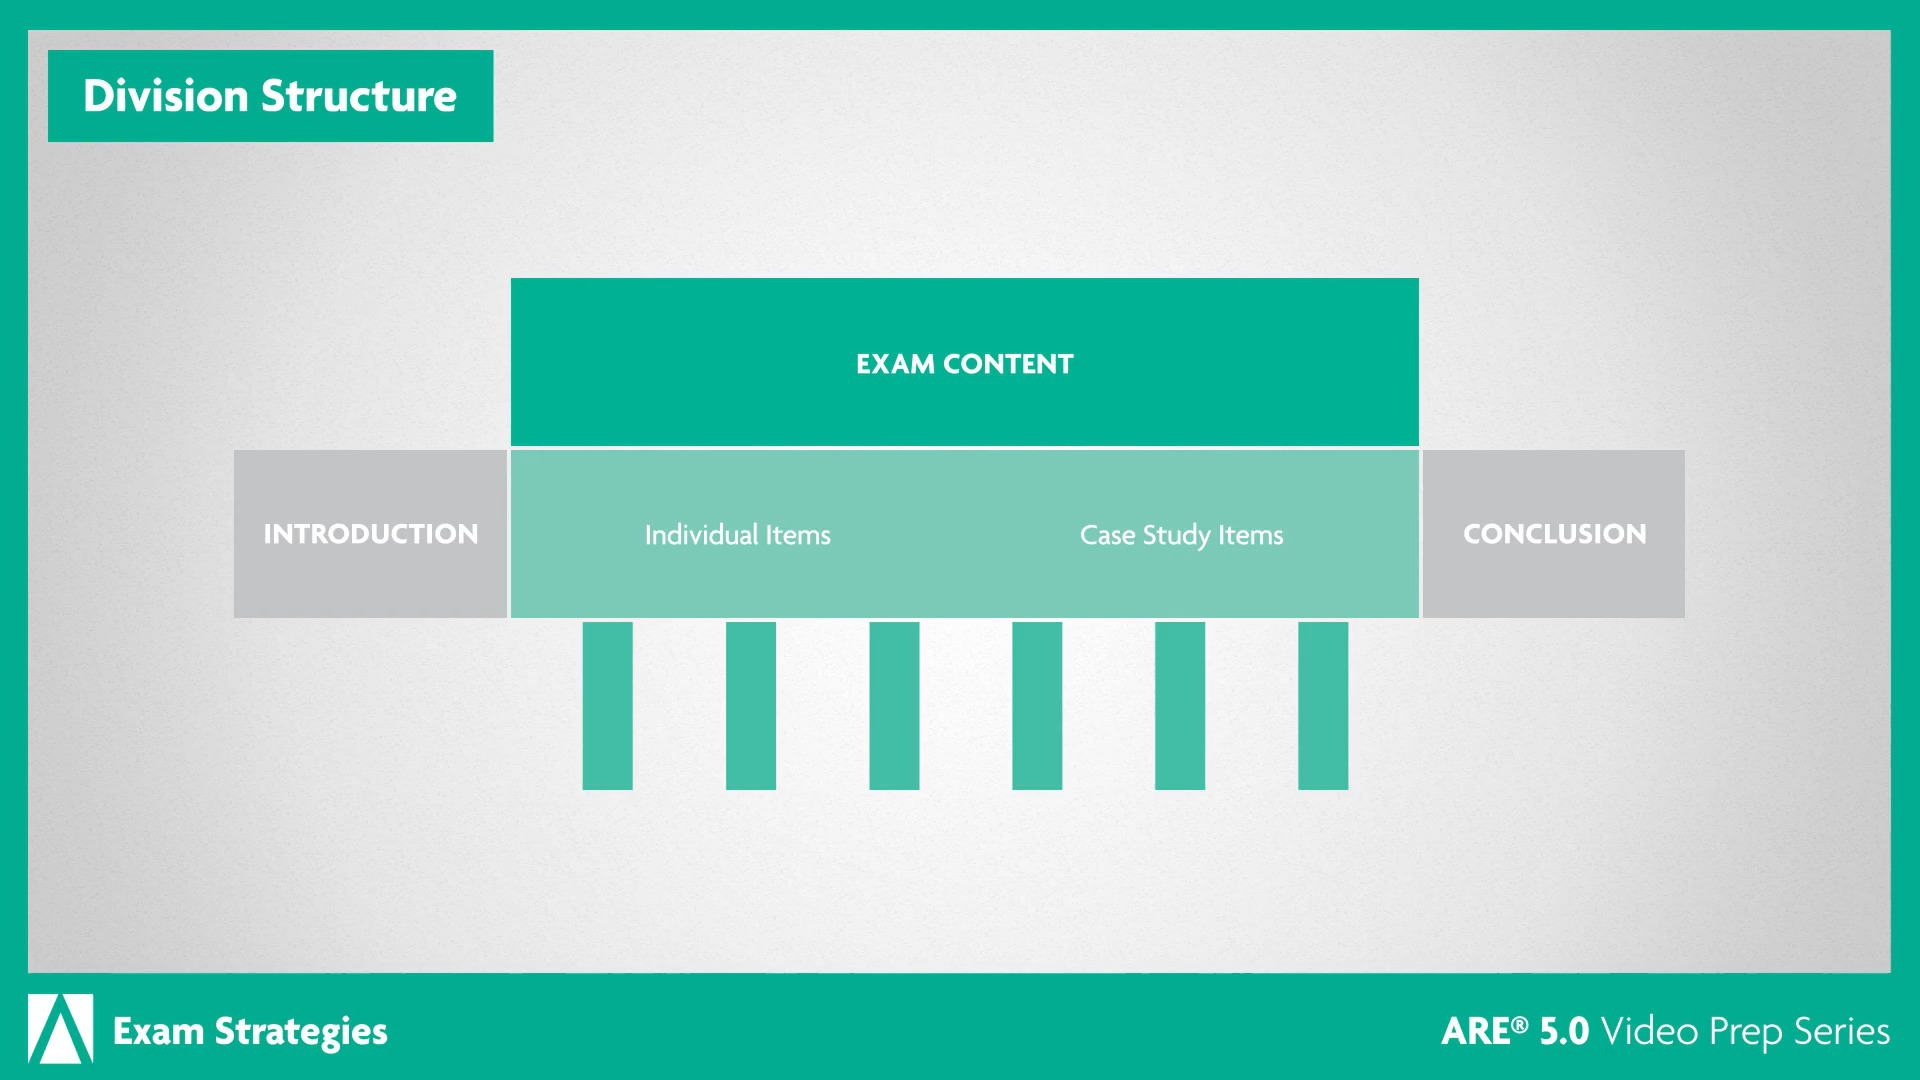 Division Structure
EXAM CONTENT
INTRODUCTION
Individual Items
Case Study Items
CONCLUSION
Exam Strategies
ARE® 5.0 Video Prep Series